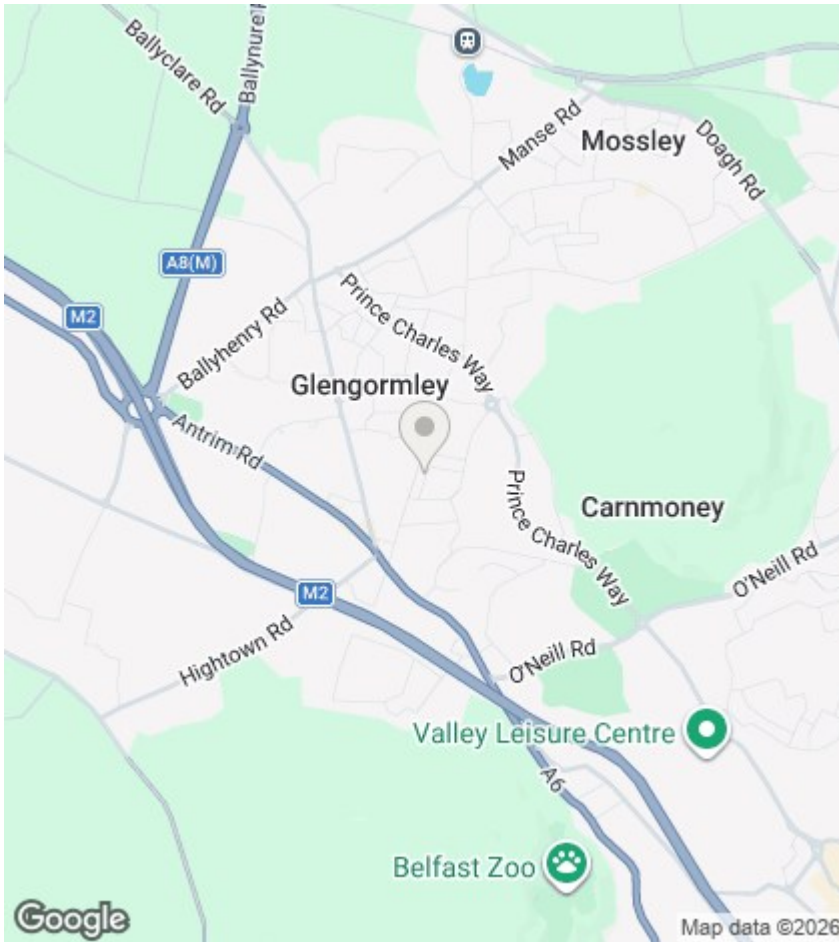 Ballyclare Rd
Ballynure
Manse Rd
Mossley
Doagh Rd
A8(M)
M2
Ballyhenry Rd
Prince Charles Way
Glengormley
Antrim Rd
Prince Charles Way
Carnmoney
O'Neill Rd
M2
Hightown Rd
O'Neill Rd
Valley Leisure Centre
A6
Belfast Zoo
Google
Map data ©2026